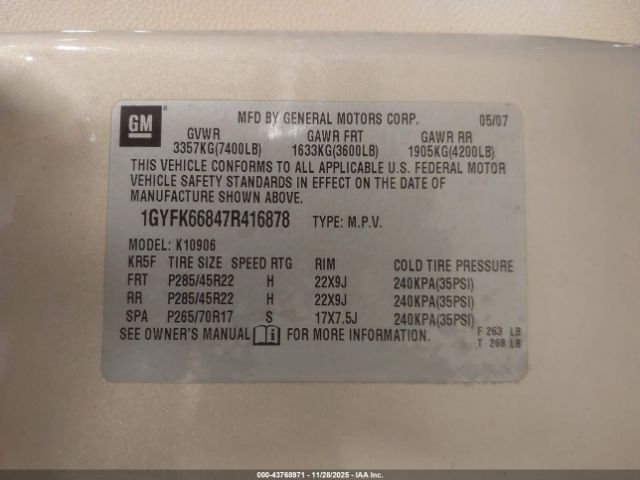 GM MFD BY GENERAL MOTORS CORP. 05/07
GVWR GAWR FRT GAWR RR
3357KG(7400LB) 1633KG(3600LB) 1905KG(4200LB)
THIS VEHICLE CONFORMS TO ALL APPLICABLE U.S. FEDERAL MOTOR
VEHICLE SAFETY STANDARDS IN EFFECT ON THE DATE OF
MANUFACTURE SHOWN ABOVE.
1GYFK66847R416878 TYPE: M.P.V.
MODEL: K10906
KR5F TIRE SIZE SPEED RTG RIM COLD TIRE PRESSURE
FRT P285/45R22 H 22X9J 240KPA(35PSI)
RR P285/45R22 H 22X9J 240KPA(35PSI)
SPA P265/70R17 S 17X7.5J 240KPA(35PSI)
SEE OWNER'S MANUAL FOR MORE INFORMATION.
F 263 LB
T 268 LB
000-43768971 - 11/28/2025 - IAA, Inc.